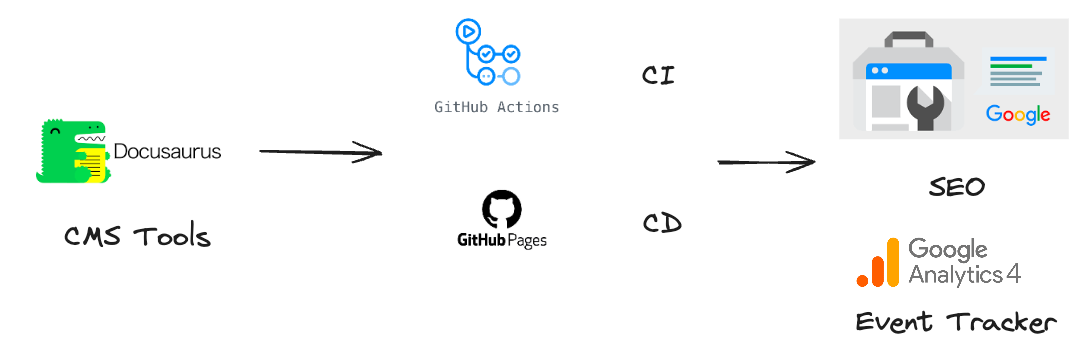 GitHub Actions
CI
Google
Docusaurus
SEO
GitHub Pages
CD
CMS Tools
Google
Analytics 4
Event Tracker